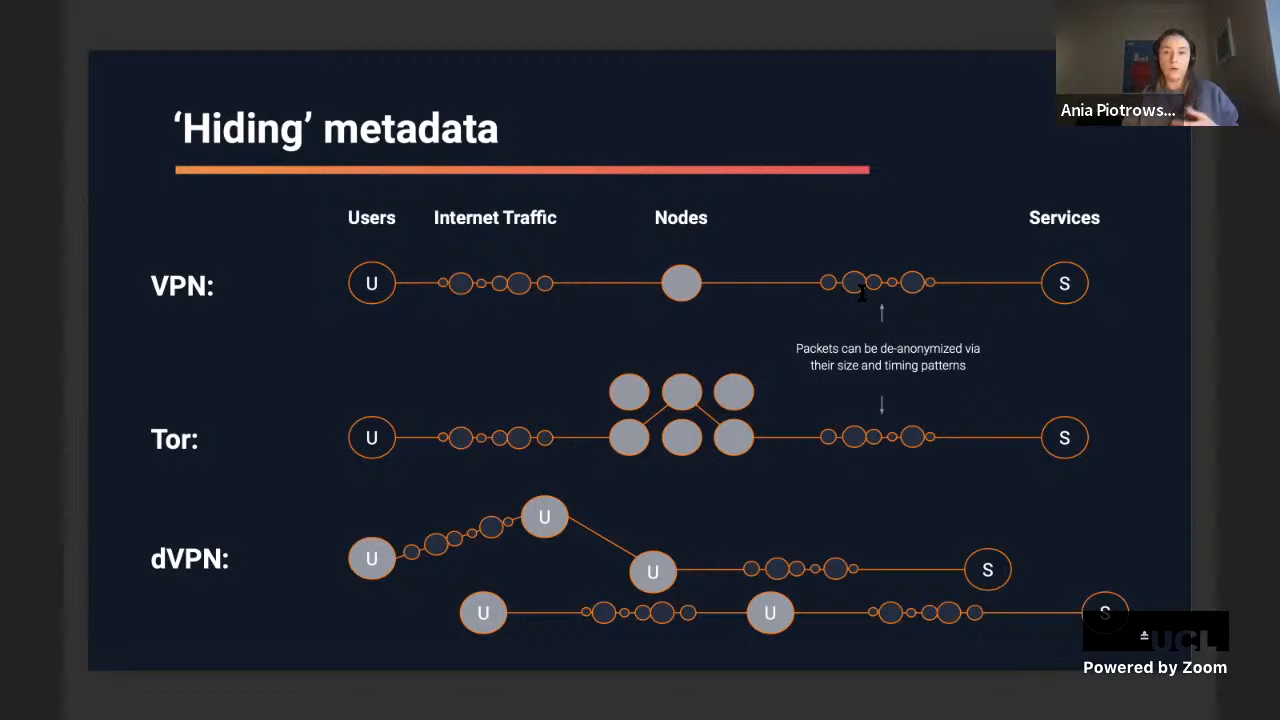 Ania Piotrows...
‘Hiding’ metadata
Users Internet Traffic Nodes Services
VPN: U S
Packets can be de-anonymized via
their size and timing patterns
Tor: U S
U
dVPN: U
U S
U U S
UCL
Powered by Zoom